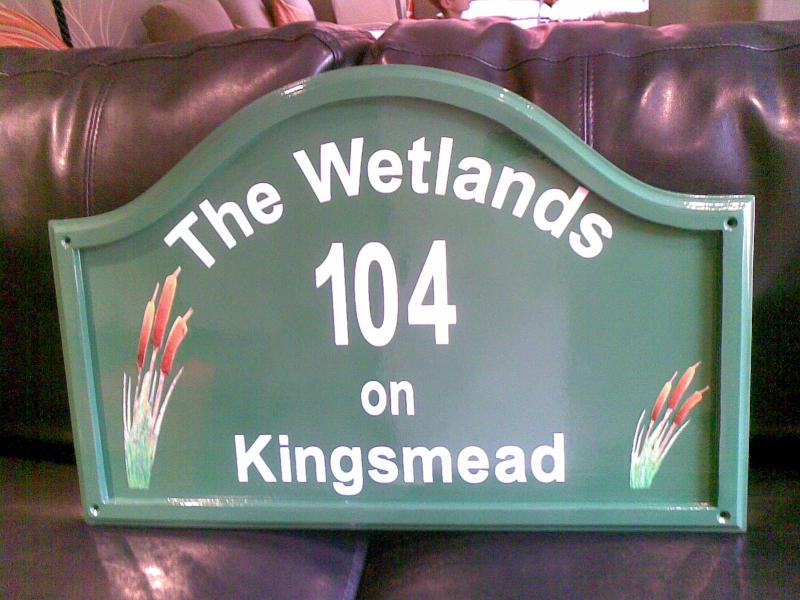 The Wetlands
104
on
Kingsmead